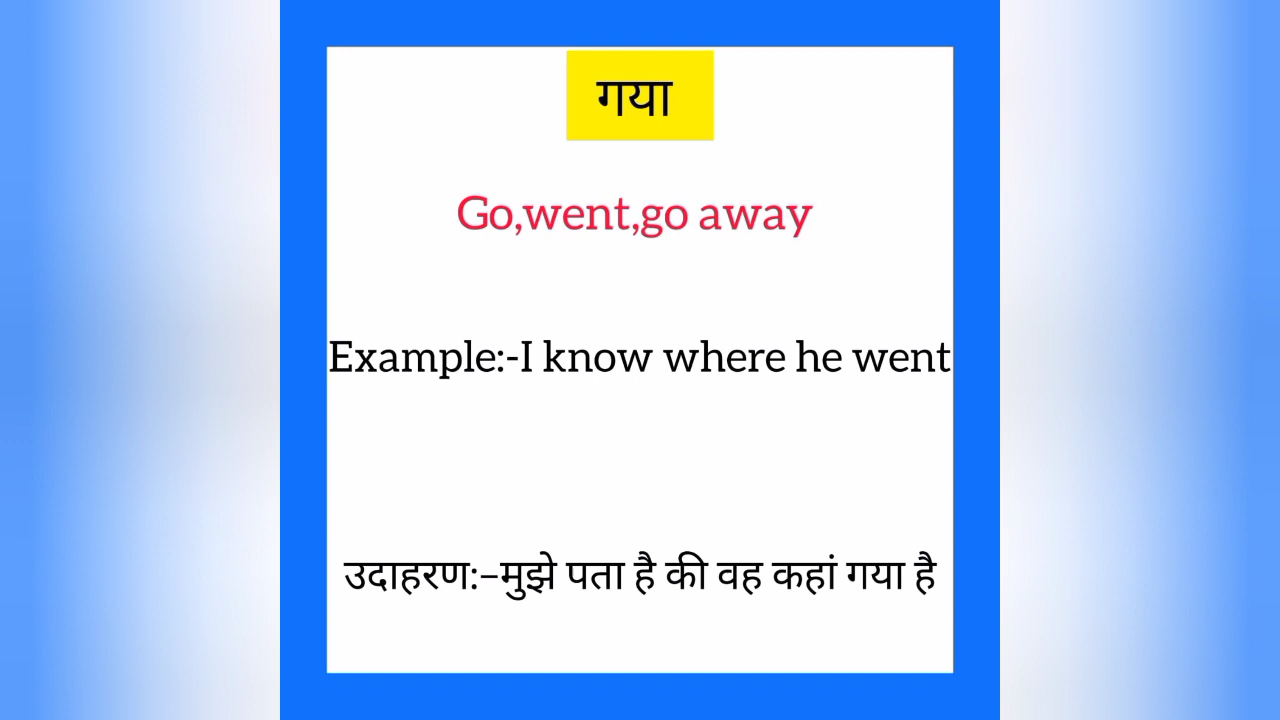 गया
Go,went,go away
Example:-I know where he went
उदाहरण:–मुझे पता है की वह कहां गया है